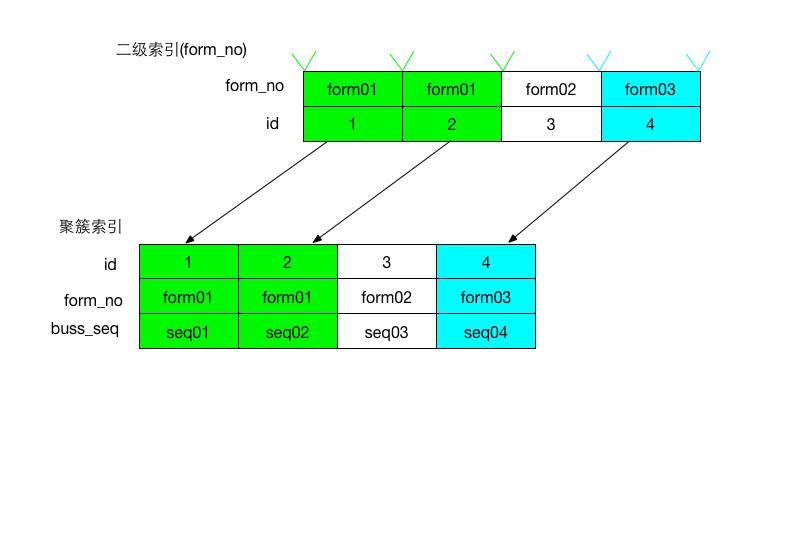 二级索引(form_no)
form_no form01 form01 form02 form03
id 1 2 3 4
聚簇索引
id 1 2 3 4
form_no form01 form01 form02 form03
buss_seq seq01 seq02 seq03 seq04